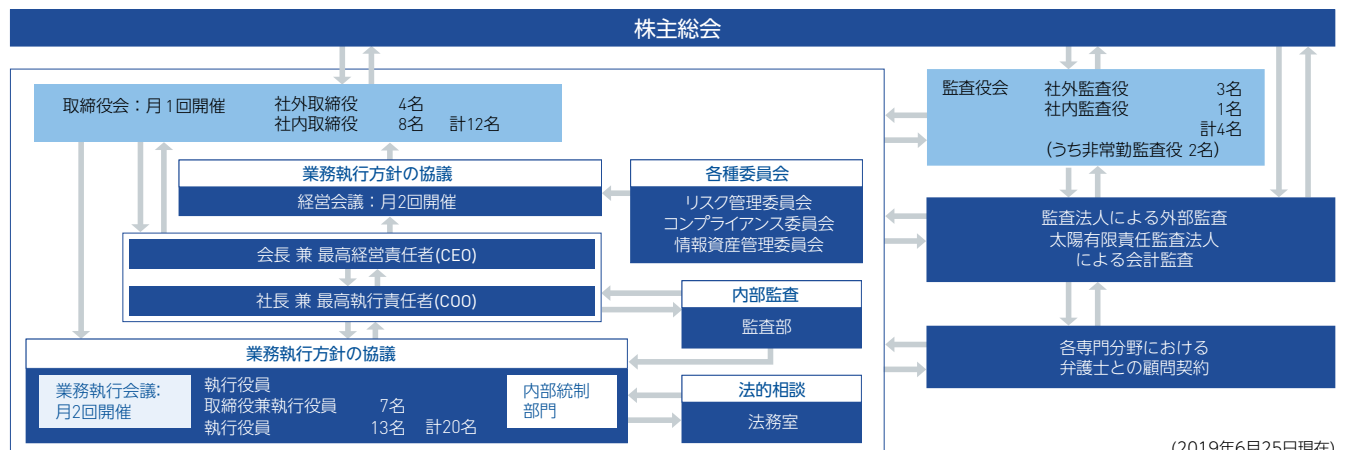 株主総会
取締役会：月1回開催
社外取締役 4名
社内取締役 8名 計12名
監査役会
社外監査役 3名
社内監査役 1名
計4名
(うち非常勤監査役 2名)
業務執行方針の協議
経営会議：月2回開催
各種委員会
リスク管理委員会
コンプライアンス委員会
情報資産管理委員会
監査法人による外部監査
太陽有限責任監査法人
による会計監査
会長 兼 最高経営責任者(CEO)
社長 兼 最高執行責任者(COO)
内部監査
監査部
業務執行方針の協議
業務執行会議:
月2回開催
執行役員
取締役兼執行役員 7名
執行役員 13名 計20名
内部統制
部門
法的相談
法務室
各専門分野における
弁護士との顧問契約
(2019年6月25日現在)